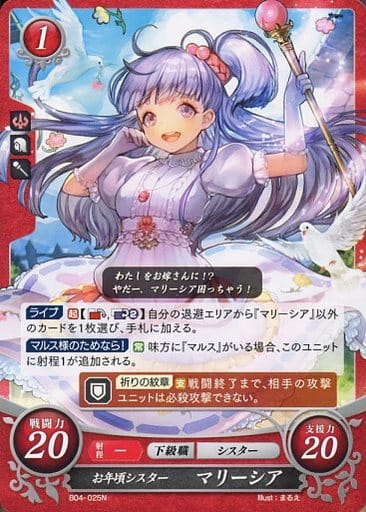 1
わたしをお嫁さんに!?
やだー、マリーシア困っちゃう!
ライブ 起【 、 2】自分の退避エリアから『マリーシア』以外
のカードを1枚選び、手札に加える。
マルス様のためなら! 常 味方に『マルス』がいる場合、このユニット
に射程1が追加される。
祈りの紋章 支 戦闘終了まで、相手の攻撃
ユニットは必殺攻撃できない。
戦闘力
20
射程 一
下級職
シスター
支援力
20
お年頃シスター マリーシア
B04-025N
Illust:まるえ